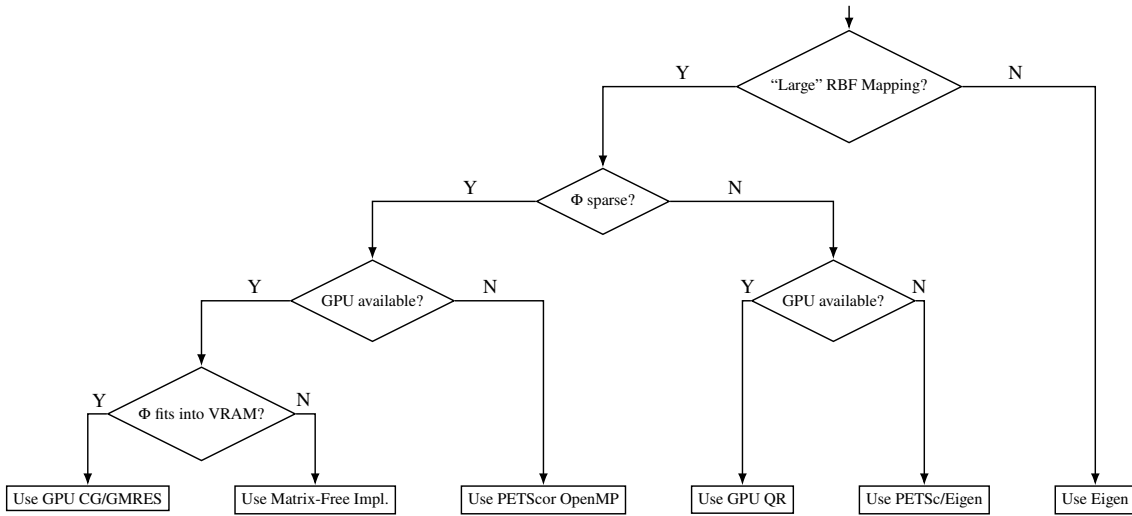 Y
"Large" RBF Mapping?
N
Y
Φ sparse?
N
Y
GPU available?
N
Y
GPU available?
N
Y
Φ fits into VRAM?
N
Use GPU CG/GMRES
Use Matrix-Free Impl.
Use PETScor OpenMP
Use GPU QR
Use PETSc/Eigen
Use Eigen